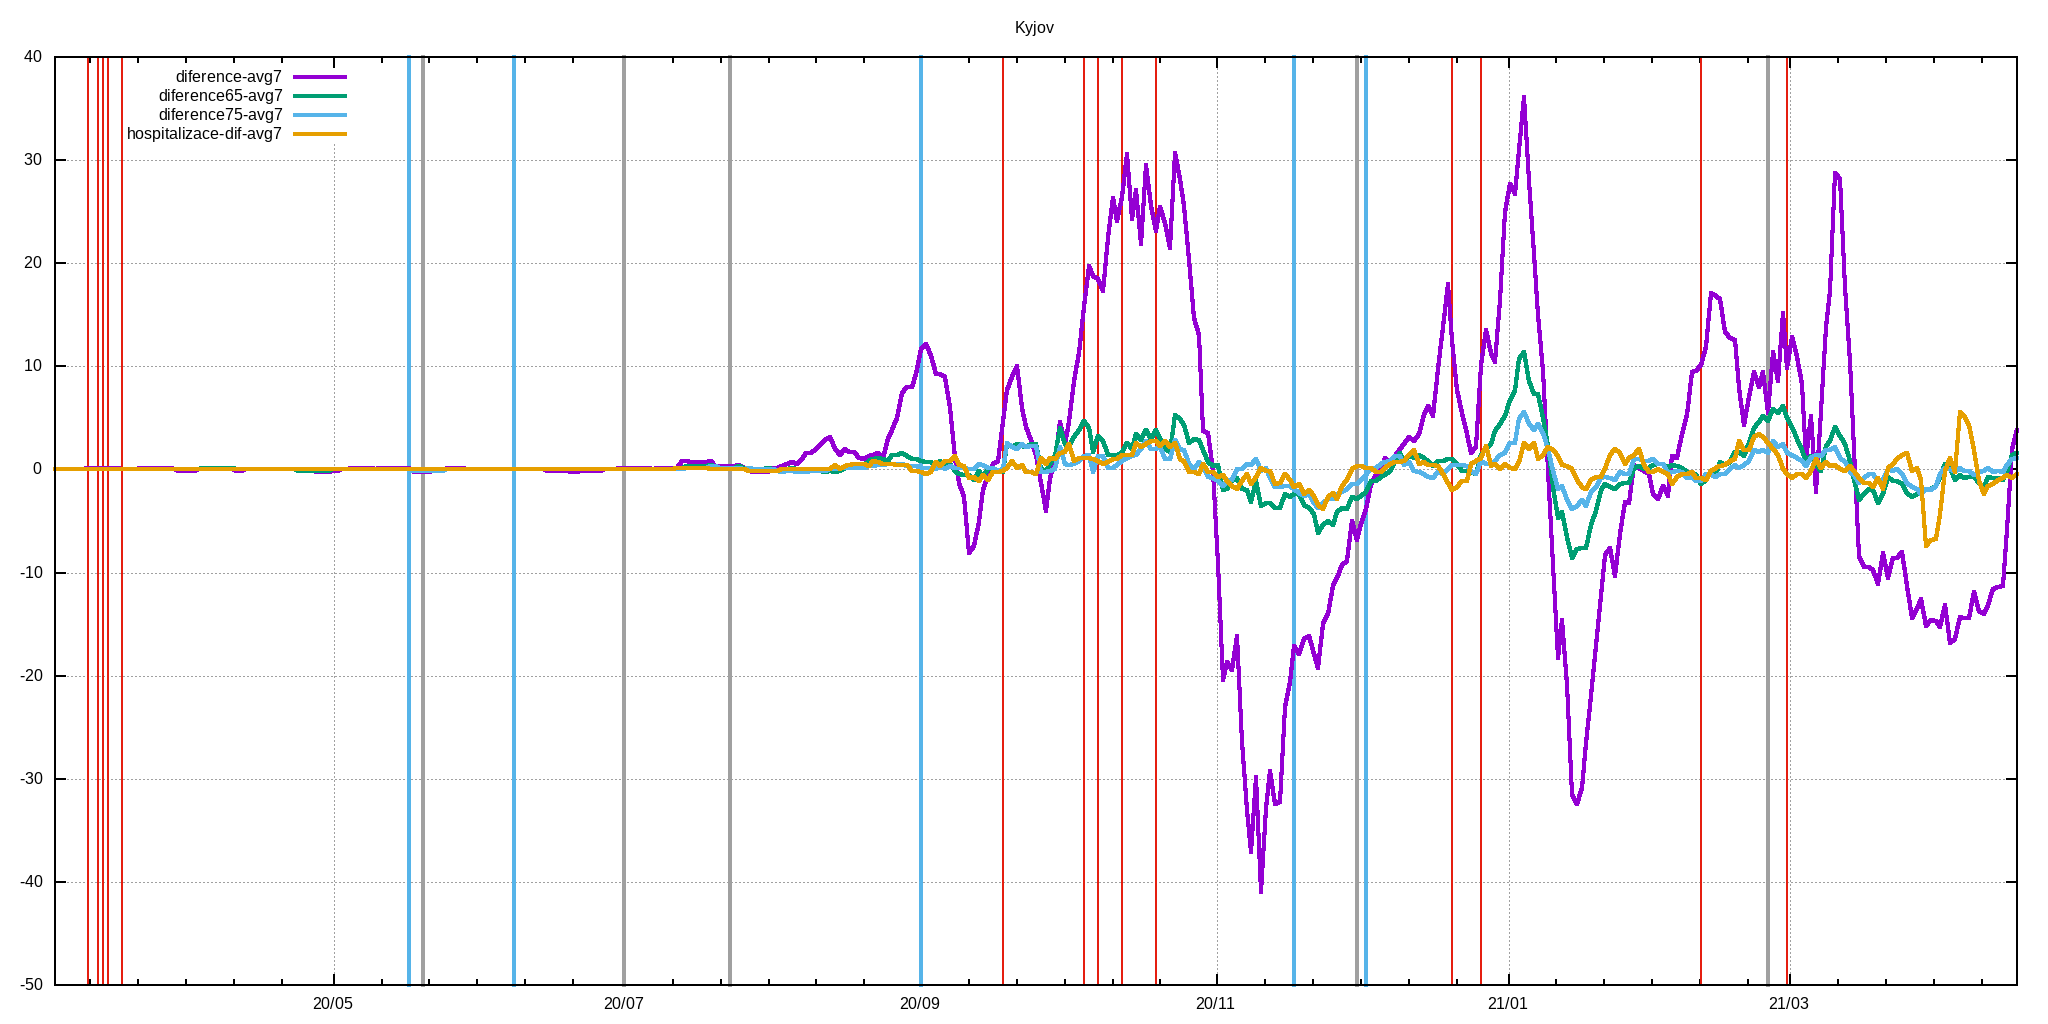 Kyjov
diference-avg7
diference65-avg7
diference75-avg7
hospitalizace-dif-avg7
40
30
20
10
0
-10
-20
-30
-40
-50
20/05 20/07 20/09 20/11 21/01 21/03